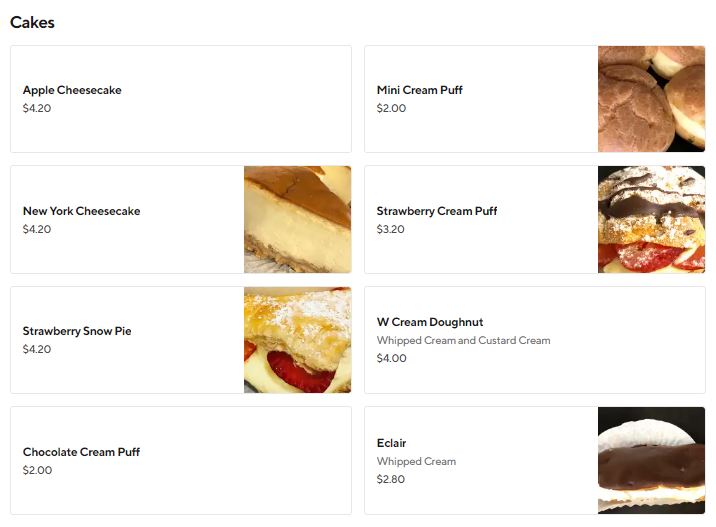 Cakes
Apple Cheesecake
$4.20
Mini Cream Puff
$2.00
New York Cheesecake
$4.20
Strawberry Cream Puff
$3.20
Strawberry Snow Pie
$4.20
W Cream Doughnut
Whipped Cream and Custard Cream
$4.00
Chocolate Cream Puff
$2.00
Eclair
Whipped Cream
$2.80